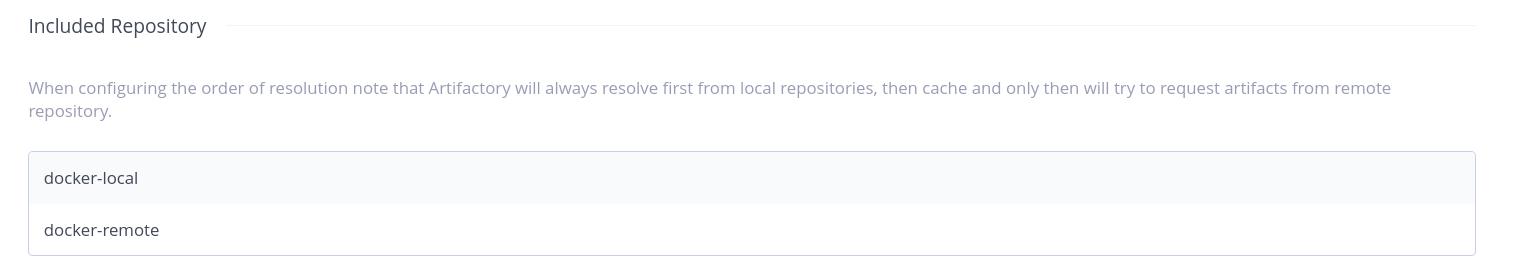 Included Repository
When configuring the order of resolution note that Artifactory will always resolve first from local repositories, then cache and only then will try to request artifacts from remote
repository.
docker-local
docker-remote